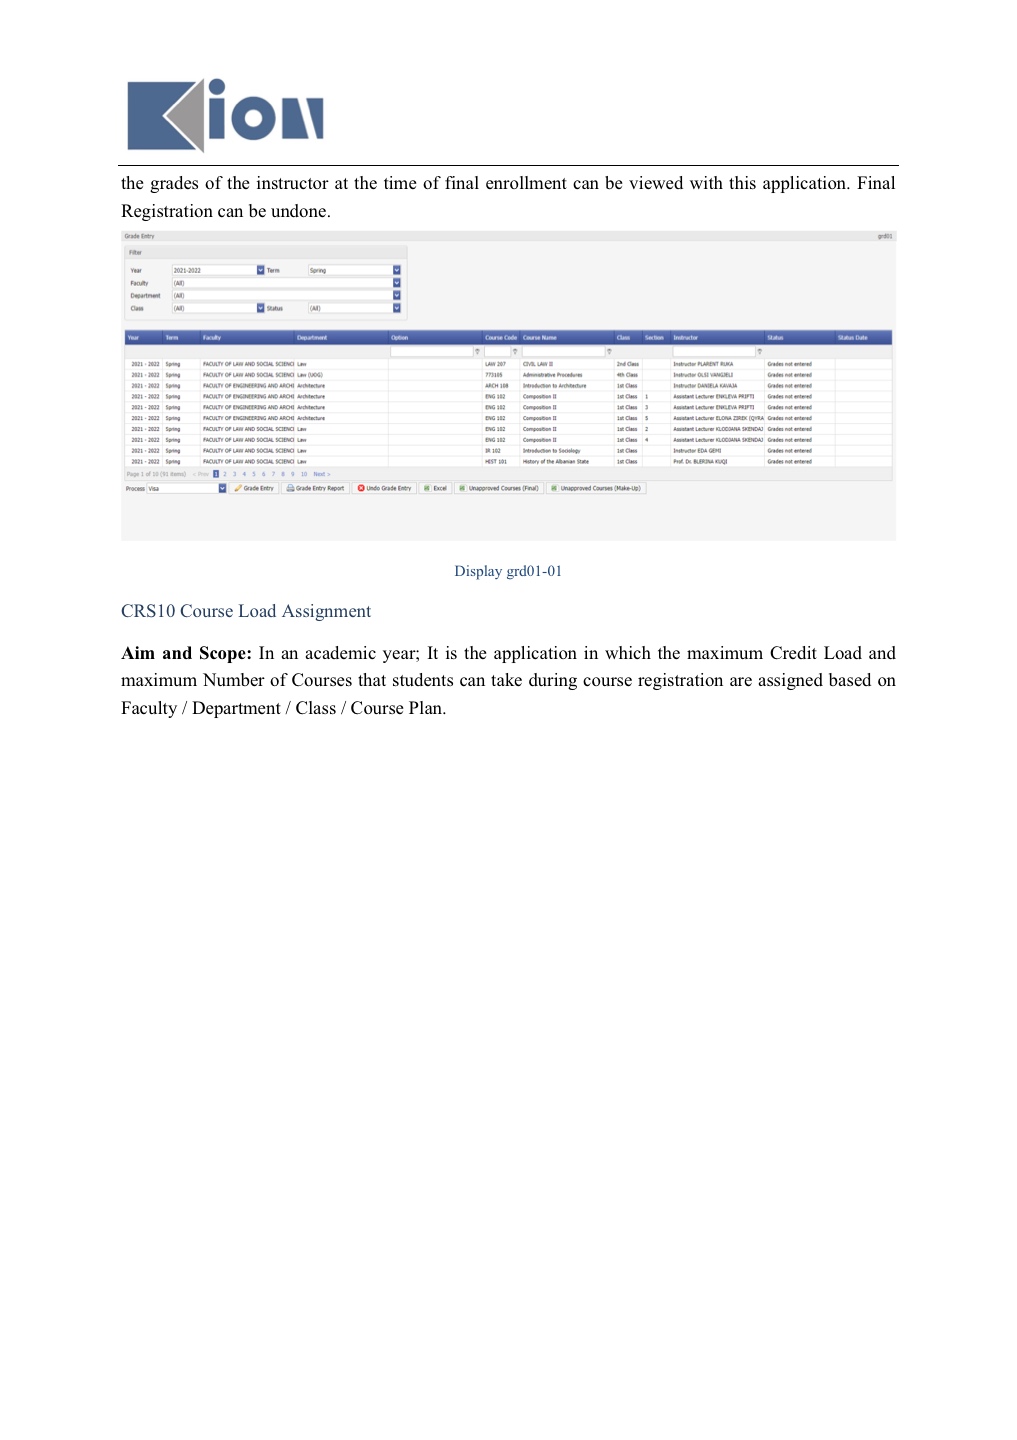 Kion
the grades of the instructor at the time of final enrollment can be viewed with this application. Final
Registration can be undone.
Grade Entry grd01
Filter
Year 2021-2022 Term Spring
Faculty (All)
Department (All)
Class (All) Status (All)
Year Term Faculty Department Option Course Code Course Name Class Section Instructor Status Status Date
2021 - 2022 Spring FACULTY OF LAW AND SOCIAL SCIENCI Law LAW 207 CIVIL LAW II 2nd Class Instructor PLARENT RUKA Grades not entered
2021 - 2022 Spring FACULTY OF LAW AND SOCIAL SCIENCI Law (UOG) 773105 Administrative Procedures 4th Class Instructor OLSI VANGJELI Grades not entered
2021 - 2022 Spring FACULTY OF ENGINEERING AND ARCHI Architecture ARCH 108 Introduction to Architecture 1st Class Instructor DANIELA KAVAJA Grades not entered
2021 - 2022 Spring FACULTY OF ENGINEERING AND ARCHI Architecture ENG 102 Composition II 1st Class 1 Assistant Lecturer ENKLEVA PRIFTI Grades not entered
2021 - 2022 Spring FACULTY OF ENGINEERING AND ARCHI Architecture ENG 102 Composition II 1st Class 3 Assistant Lecturer ENKLEVA PRIFTI Grades not entered
2021 - 2022 Spring FACULTY OF ENGINEERING AND ARCHI Architecture ENG 102 Composition II 1st Class 5 Assistant Lecturer ELONA ZIREK (QYRA Grades not entered
2021 - 2022 Spring FACULTY OF LAW AND SOCIAL SCIENCI Law ENG 102 Composition II 1st Class 2 Assistant Lecturer KLODJANA SKENDAJ Grades not entered
2021 - 2022 Spring FACULTY OF LAW AND SOCIAL SCIENCI Law ENG 102 Composition II 1st Class 4 Assistant Lecturer KLODJANA SKENDAJ Grades not entered
2021 - 2022 Spring FACULTY OF LAW AND SOCIAL SCIENCI Law IR 102 Introduction to Sociology 1st Class Instructor EDA GEMI Grades not entered
2021 - 2022 Spring FACULTY OF LAW AND SOCIAL SCIENCI Law HIST 101 History of the Albanian State 1st Class Prof. Dr. BLERINA KUQI Grades not entered
Page 1 of 10 (91 items) < Prev 1 2 3 4 5 6 7 8 9 10 Next >
Process Visa Grade Entry Grade Entry Report Undo Grade Entry Excel Unapproved Courses (Final) Unapproved Courses (Make-Up)
Display grd01-01
CRS10 Course Load Assignment
Aim and Scope: In an academic year; It is the application in which the maximum Credit Load and
maximum Number of Courses that students can take during course registration are assigned based on
Faculty / Department / Class / Course Plan.